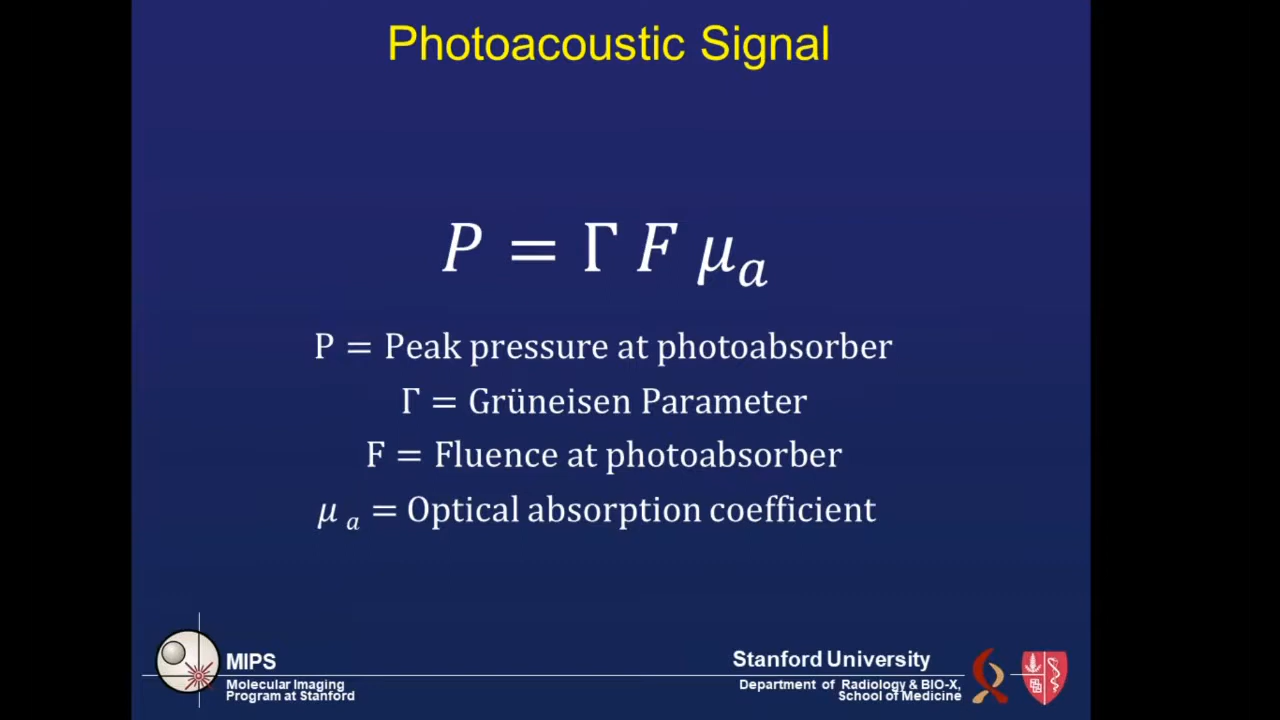 Photoacoustic Signal
P = Γ F μₐ
P = Peak pressure at photoabsorber
Γ = Grüneisen Parameter
F = Fluence at photoabsorber
μ ₐ = Optical absorption coefficient
MIPS
Molecular Imaging
Program at Stanford
Stanford University
Department of Radiology & BIO-X,
School of Medicine